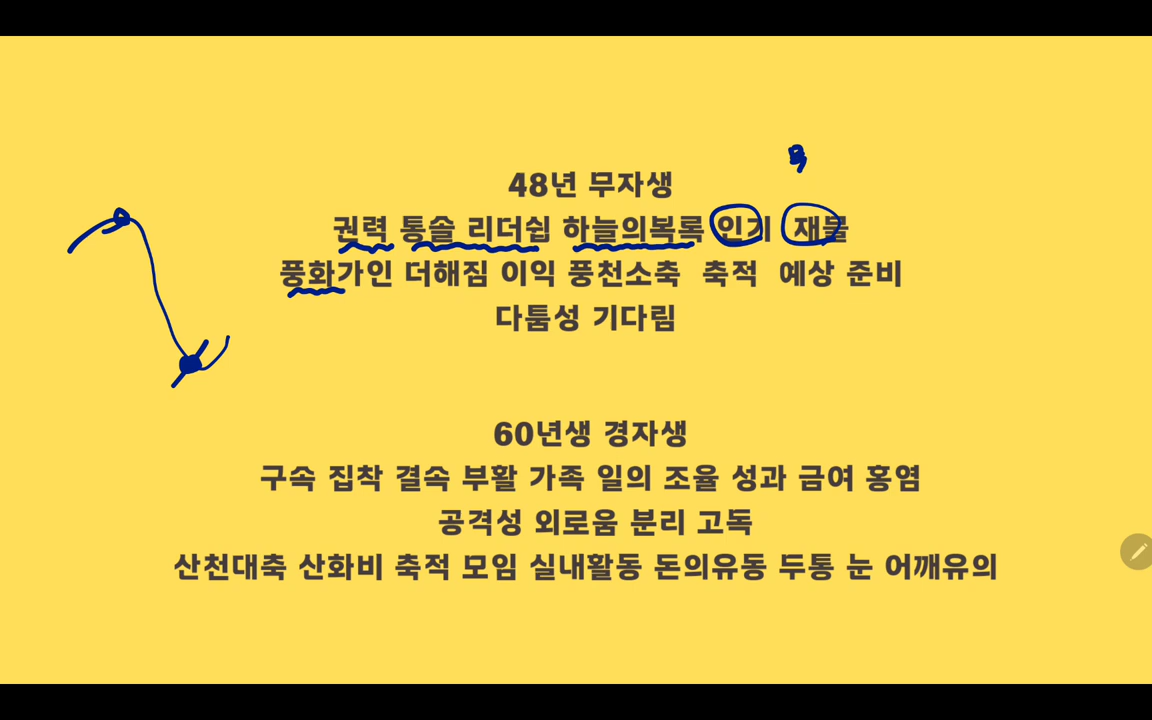 48년 무자생
권력 통솔 리더쉽 하늘의복록 인기 재물
풍화가인 더해짐 이익 풍천소축 축적 예상 준비
다툼성 기다림
60년생 경자생
구속 집착 결속 부활 가족 일의 조율 성과 금여 홍염
공격성 외로움 분리 고독
산천대축 산화비 축적 모임 실내활동 돈의유동 두통 눈 어깨유의